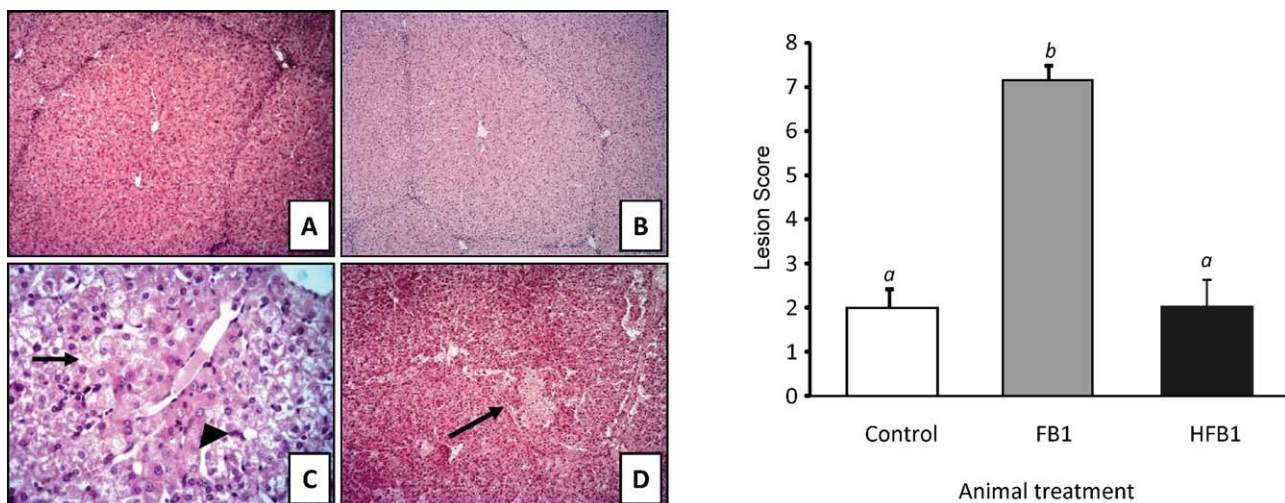 A
B
C
D
8
7
6
5
4
3
2
1
0
Lesion Score
a
b
a
Control
FB1
HFB1
Animal treatment